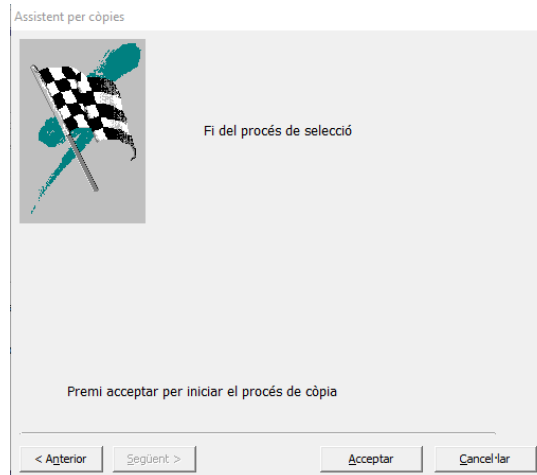 Assistent per còpies
Fi del procés de selecció
Premi acceptar per iniciar el procés de còpia
< Anterior
Següent >
Acceptar
Cancel·lar